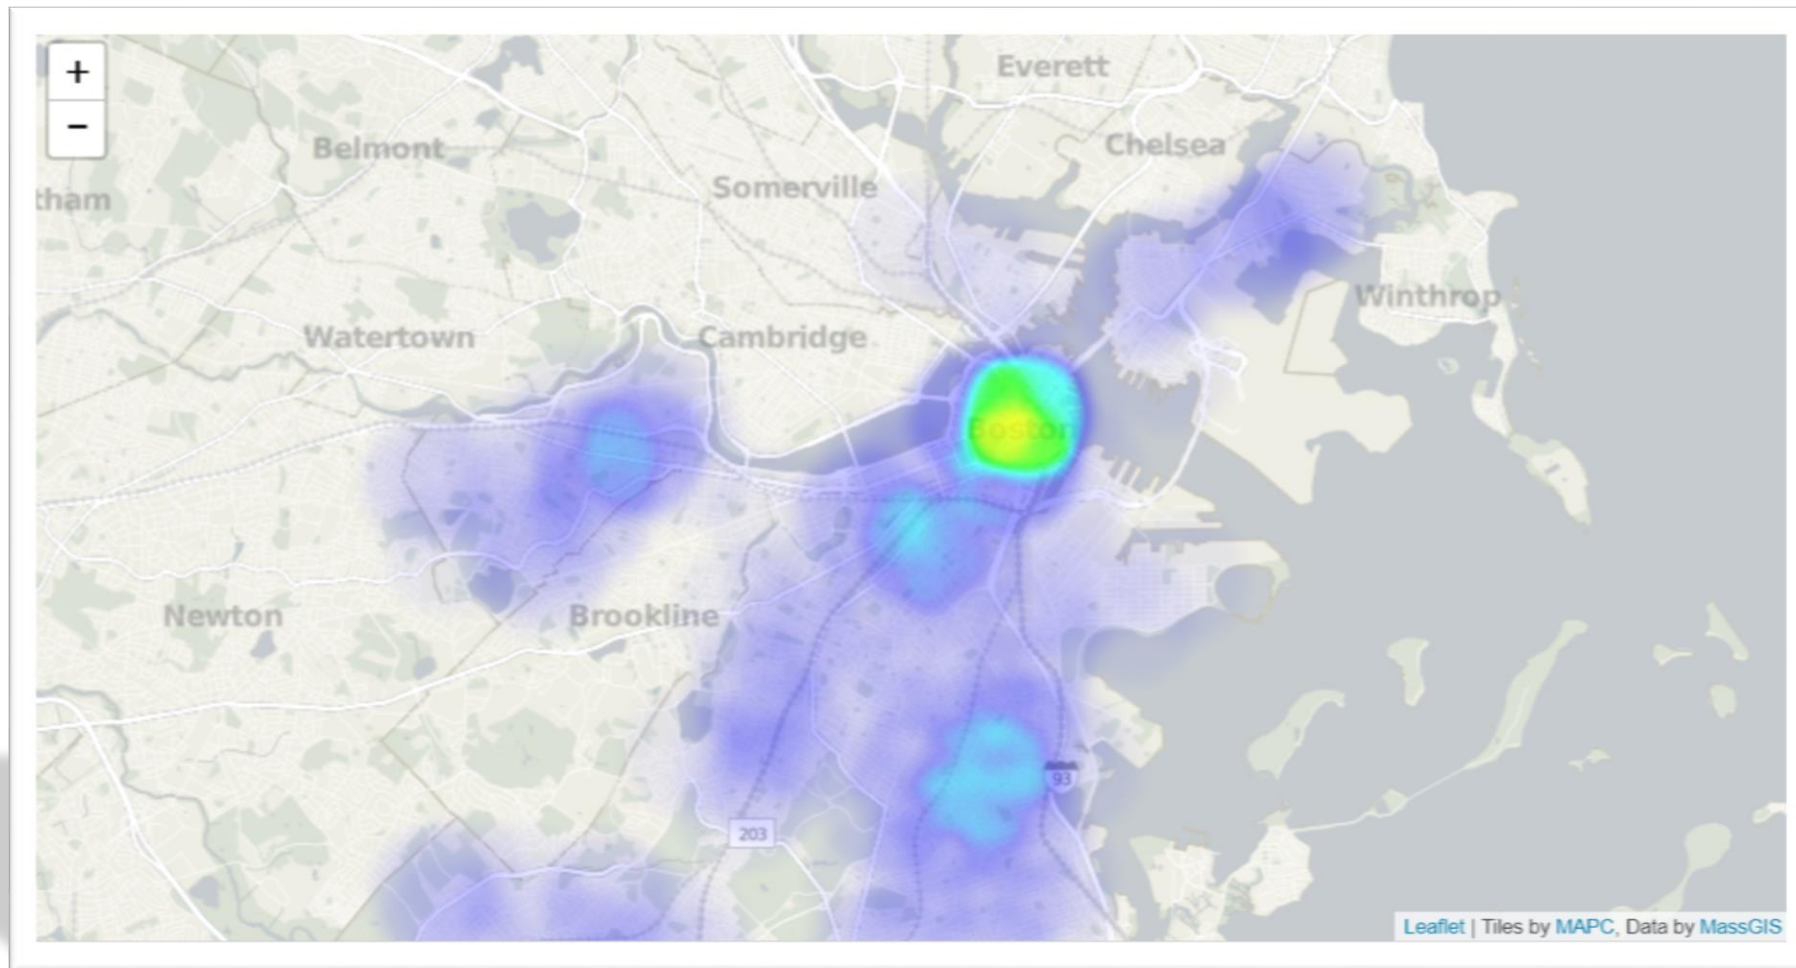 +
−
Everett
Belmont
Chelsea
Somerville
tham
Winthrop
Watertown
Cambridge
Boston
Newton
Brookline
93
203
Leaflet | Tiles by MAPC, Data by MassGIS